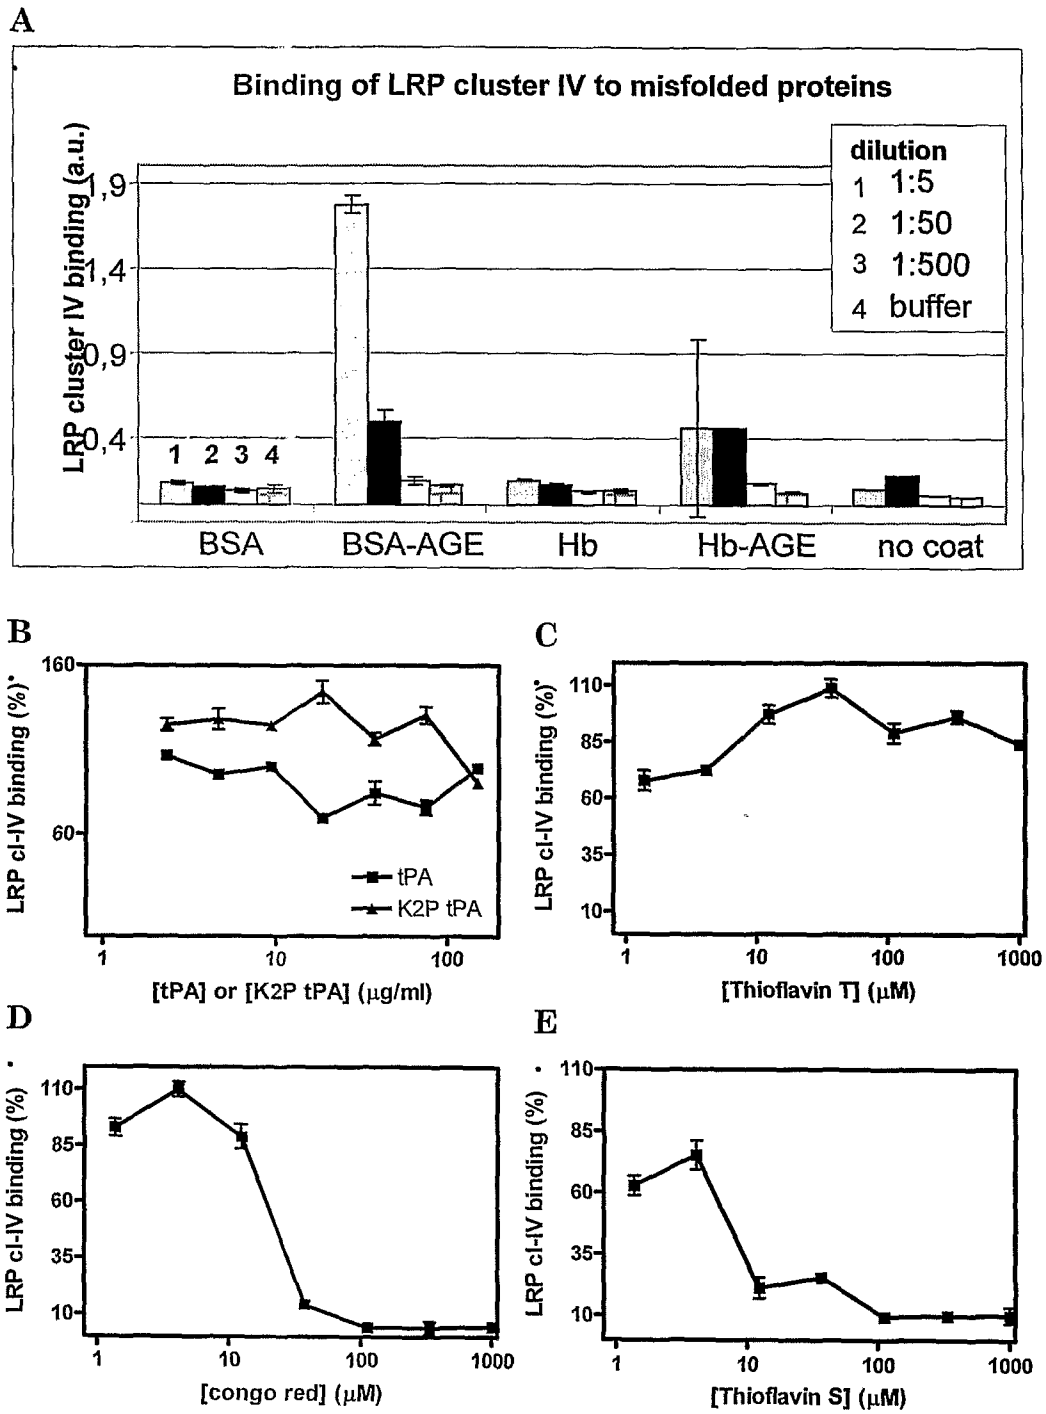 A
Binding of LRP cluster IV to misfolded proteins
LRP cluster IV binding (a.u.)
1,9
1,4
0,9
0,4
dilution
1 1:5
2 1:50
3 1:500
4 buffer
1 2 3 4
BSA BSA-AGE Hb Hb-AGE no coat
B
LRP cl-IV binding (%)
160
60
tPA
K2P tPA
1 10 100
[tPA] or [K2P tPA] (μg/ml)
C
LRP cl-IV binding (%)
110
85
60
35
10
1 10 100 1000
[Thioflavin T] (μM)
D
LRP cl-IV binding (%)
110
85
60
35
10
1 10 100 1000
[congo red] (μM)
E
LRP cl-IV binding (%)
110
85
60
35
10
1 10 100 1000
[Thioflavin S] (μM)